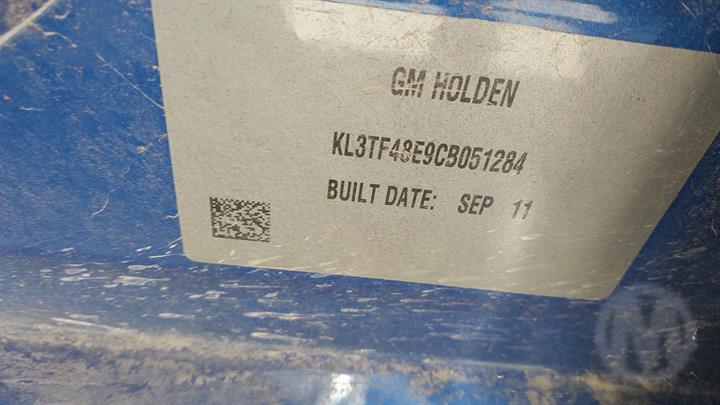 GM HOLDEN
KL3TF48E9CB051284
BUILT DATE: SEP 11
M